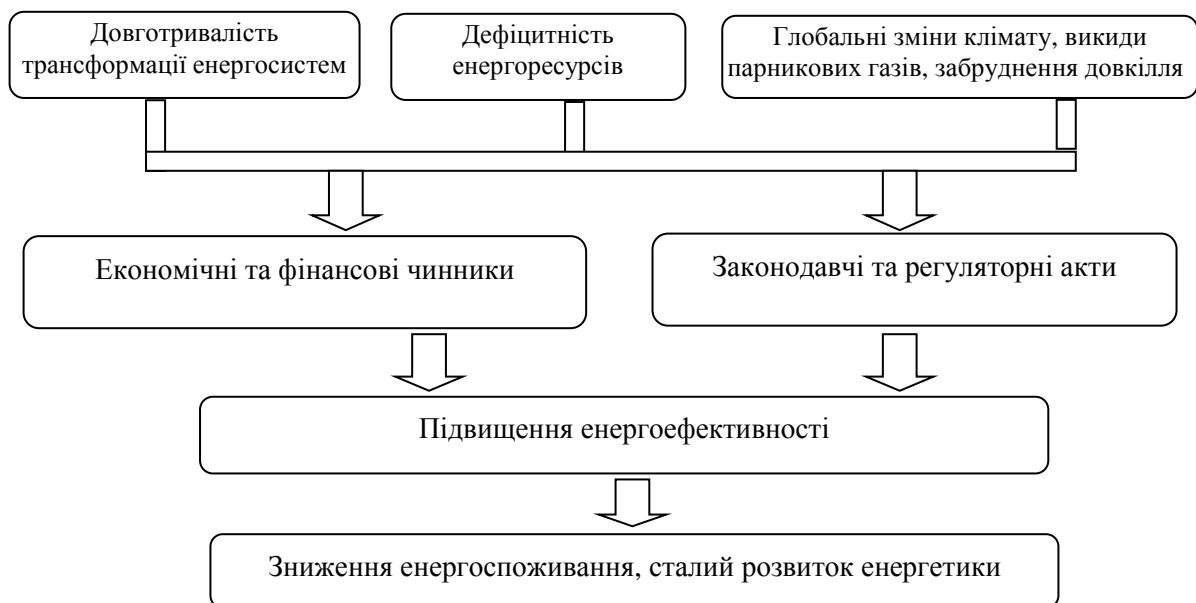 Довготривалість
трансформації енергосистем
Дефіцитність
енергоресурсів
Глобальні зміни клімату, викиди
парникових газів, забруднення довкілля
Економічні та фінансові чинники
Законодавчі та регуляторні акти
Підвищення енергоефективності
Зниження енергоспоживання, сталий розвиток енергетики